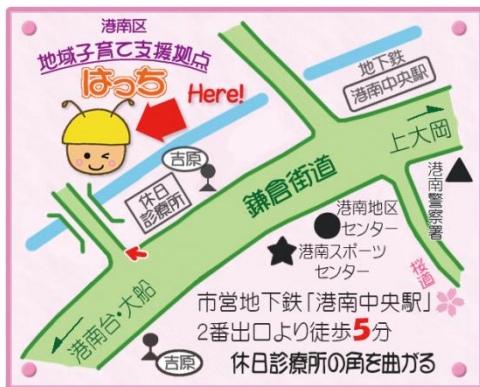 港南区
地域子育て支援拠点
はっち
Here!
地下鉄
港南中央駅
上大岡
吉原
休日
診療所
鎌倉街道
港南警察署
港南地区
センター
港南スポーツ
センター
桜道
港南台・大船
吉原
市営地下鉄「港南中央駅」
2番出口より徒歩5分
休日診療所の角を曲がる